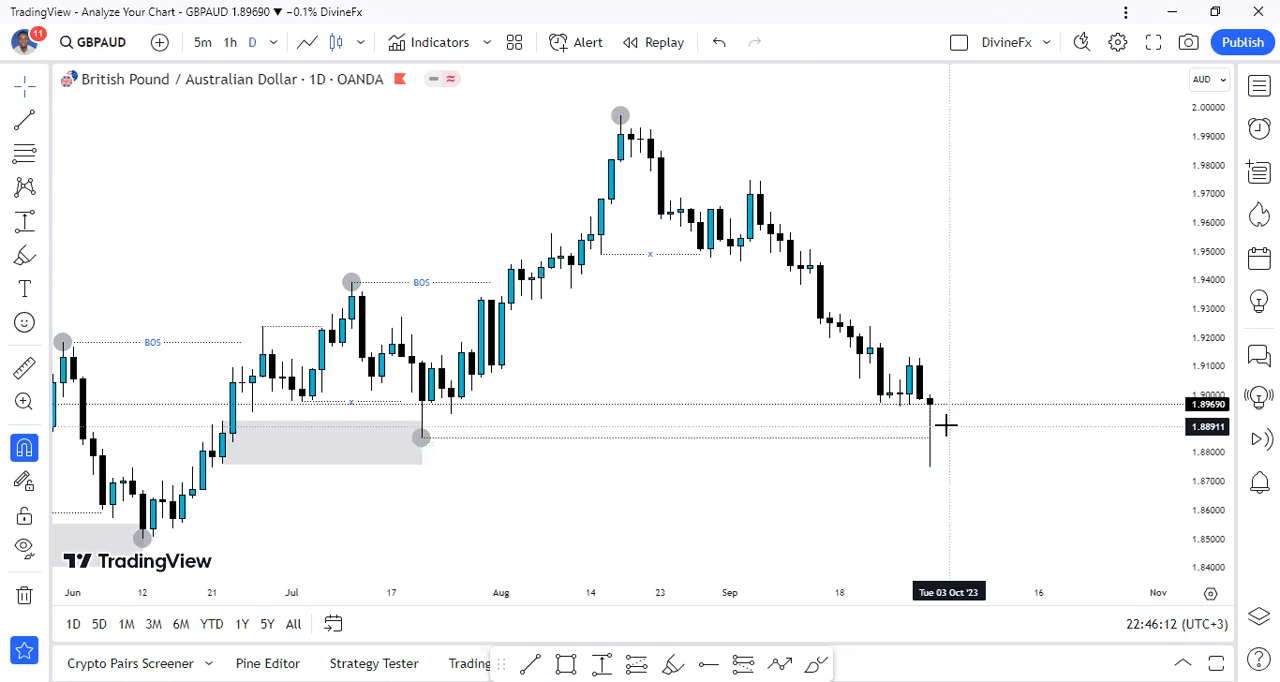 TradingView - Analyze Your Chart - GBPAUD 1.89690 ▼ −0.1% DivineFx
11
GBPAUD
5m 1h D
Indicators
Alert
Replay
DivineFx
Publish
British Pound / Australian Dollar · 1D · OANDA
AUD
2.00000
1.99000
1.98000
1.97000
1.96000
1.95000
1.94000
1.93000
1.92000
1.91000
1.90000
1.89690
1.88911
1.88000
1.87000
1.86000
1.85000
1.84000
BOS
BOS
x
x
TradingView
Jun 12 21 Jul 17 Aug 14 23 Sep 18 Tue 03 Oct '23 16 Nov
1D 5D 1M 3M 6M YTD 1Y 5Y All
22:46:12 (UTC+3)
Crypto Pairs Screener Pine Editor Strategy Tester Trading